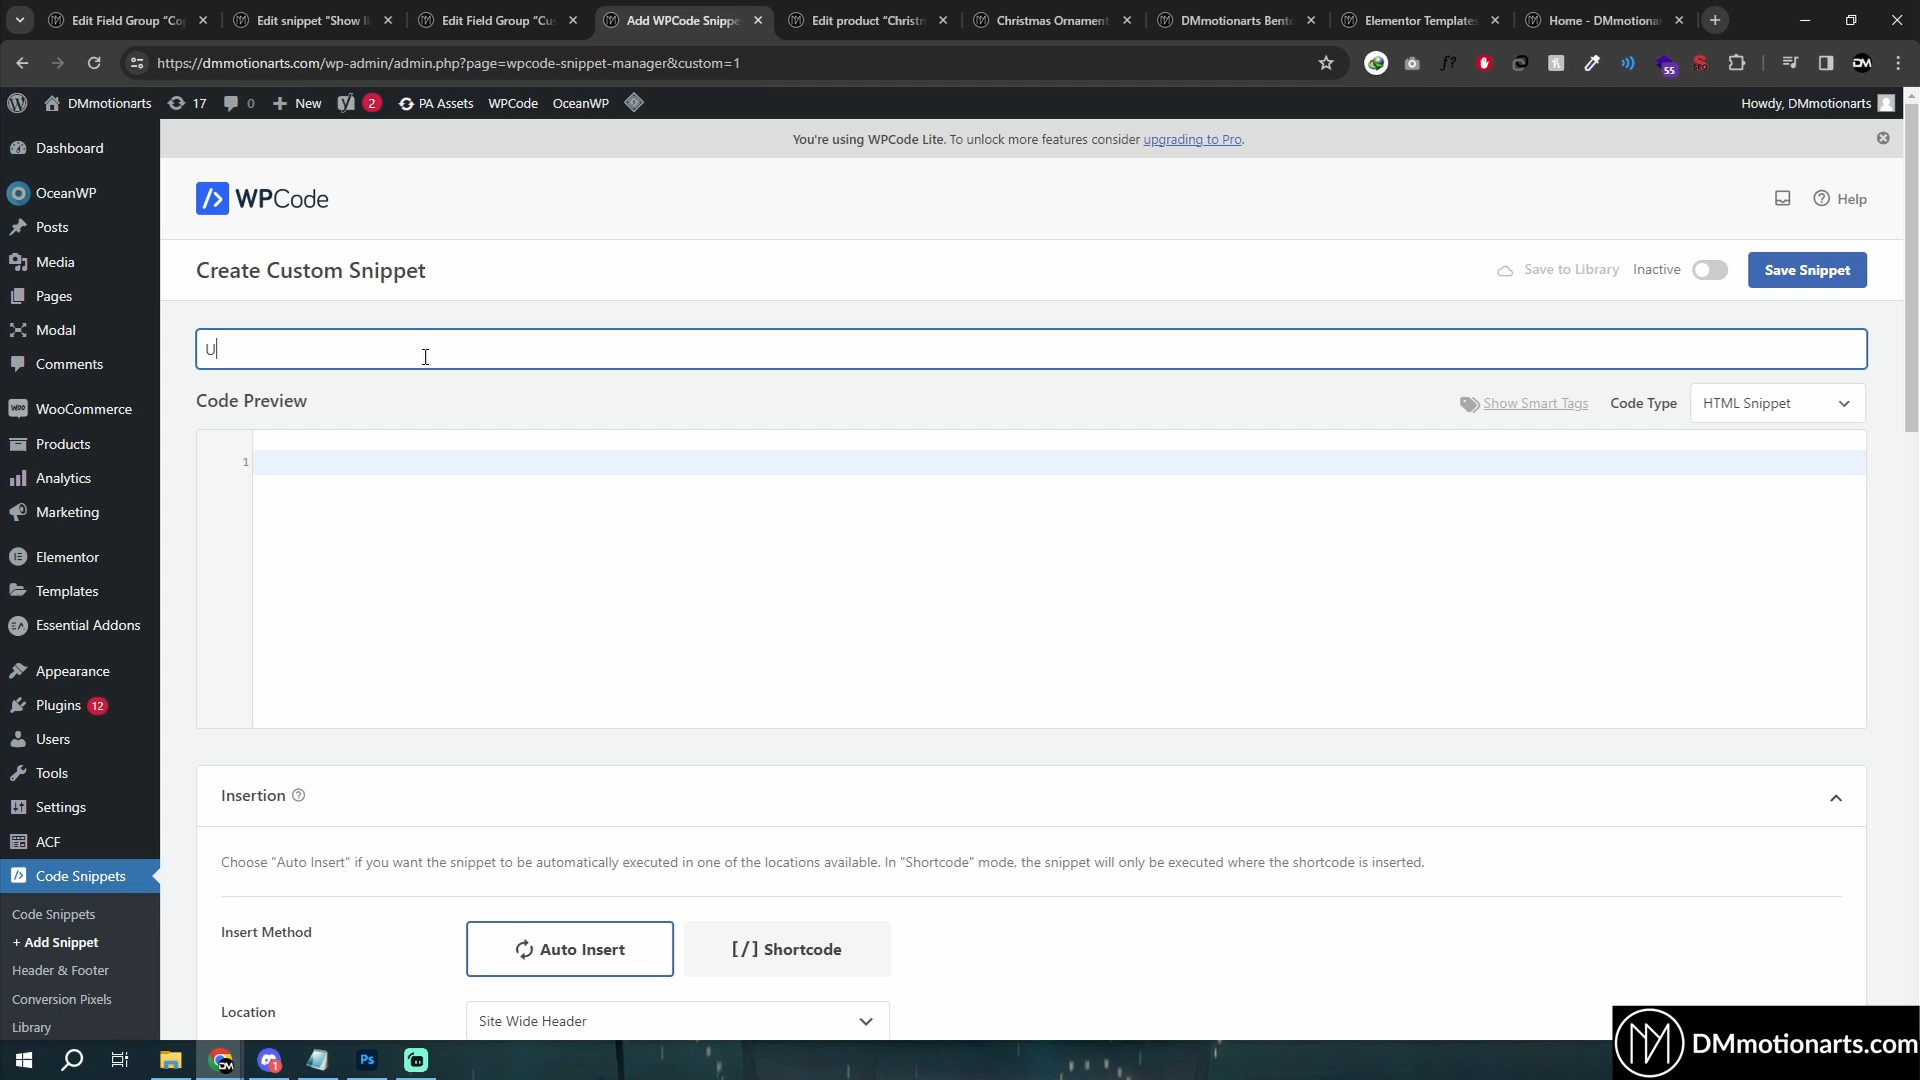 Edit Field Group “Co
Edit snippet "Show l
Edit Field Group “Cu
Add WPCode Snipp
Edit product “Christ
Christmas Ornament
DMmotionarts Bent
Elementor Templates
Home - DMmotiona
https://dmmotionarts.com/wp-admin/admin.php?page=wpcode-snippet-manager&custom=1
f?
55
SEO
DM
DMmotionarts
17
0
New
2
PA Assets
WPCode
OceanWP
Howdy, DMmotionarts
You're using WPCode Lite. To unlock more features consider upgrading to Pro.
Dashboard
OceanWP
Posts
Media
Pages
Modal
Comments
WooCommerce
Products
Analytics
Marketing
Elementor
Templates
Essential Addons
Appearance
Plugins 12
Users
Tools
Settings
ACF
Code Snippets
Code Snippets
+ Add Snippet
Header & Footer
Conversion Pixels
Library
WPCode
Help
Create Custom Snippet
Save to Library
Inactive
Save Snippet
U
Code Preview
Show Smart Tags
Code Type
HTML Snippet
1
Insertion
Choose "Auto Insert" if you want the snippet to be automatically executed in one of the locations available. In "Shortcode" mode, the snippet will only be executed where the shortcode is inserted.
Insert Method
Auto Insert
[/] Shortcode
Location
Site Wide Header
Ps
DMmotionarts.com